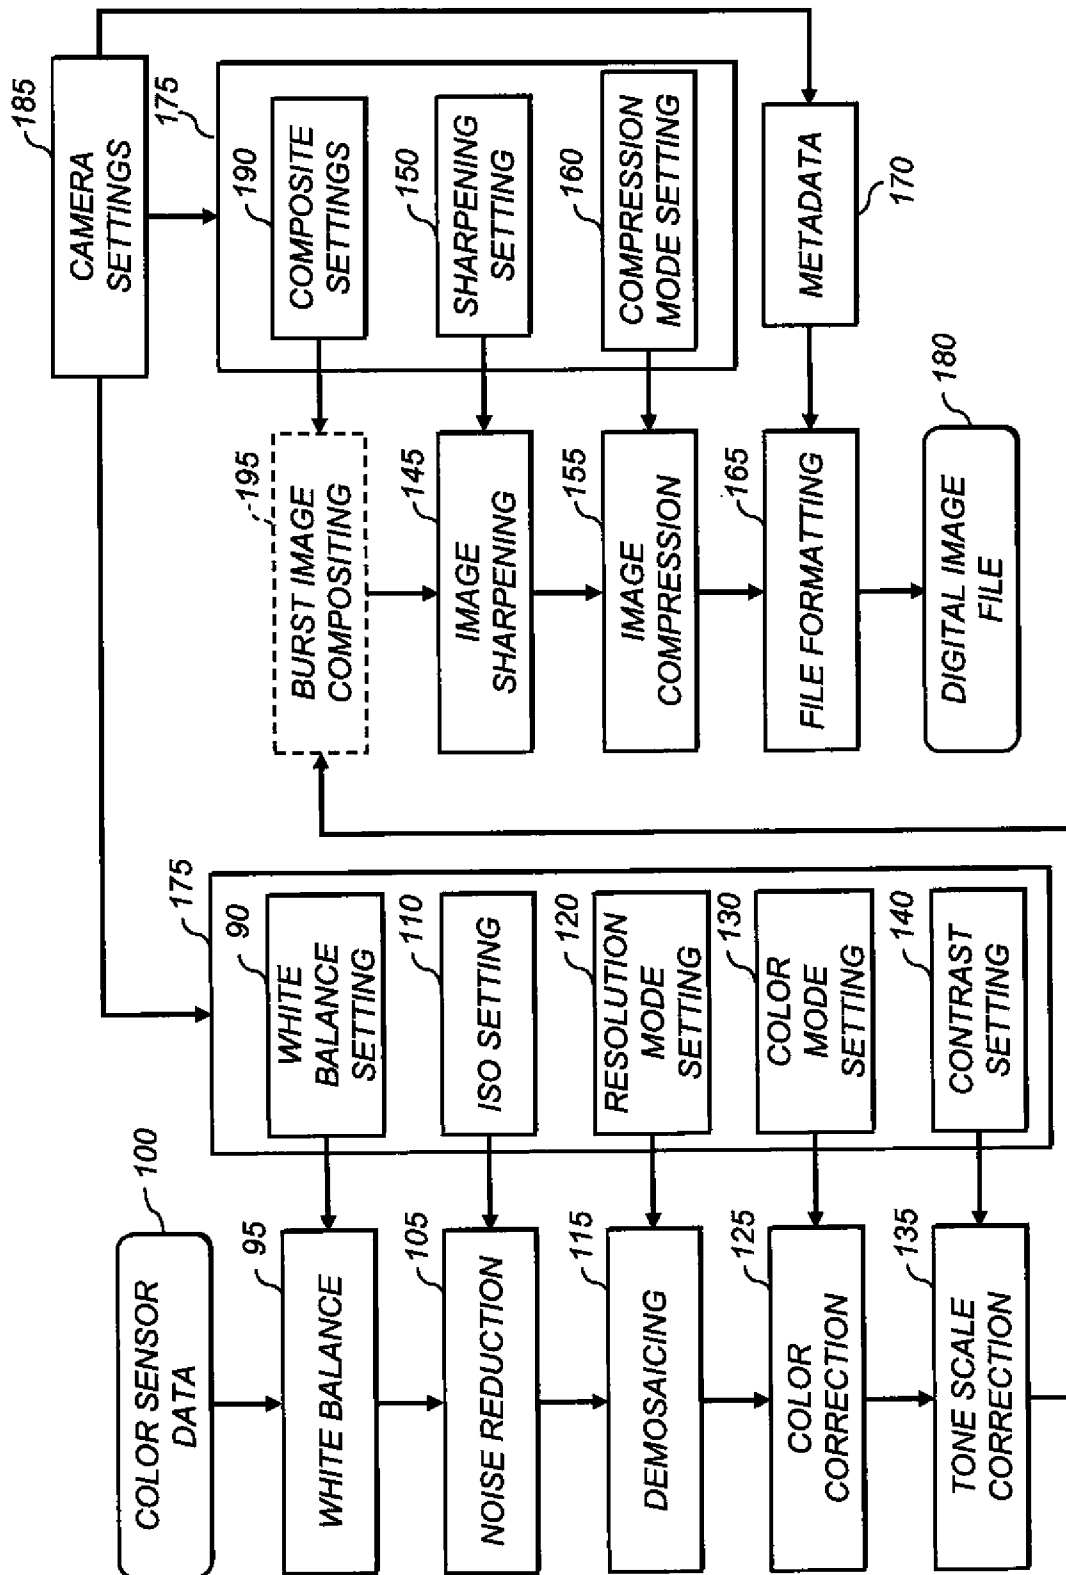 COLOR SENSOR
DATA
100
WHITE BALANCE
95
NOISE REDUCTION
105
DEMOSAICING
115
COLOR
CORRECTION
125
TONE SCALE
CORRECTION
135
175
WHITE
BALANCE
SETTING
90
ISO SETTING
110
RESOLUTION
MODE
SETTING
120
COLOR
MODE
SETTING
130
CONTRAST
SETTING
140
CAMERA
SETTINGS
185
BURST IMAGE
COMPOSITING
195
IMAGE
SHARPENING
145
IMAGE
COMPRESSION
155
FILE FORMATTING
165
DIGITAL IMAGE
FILE
180
175
COMPOSITE
SETTINGS
190
SHARPENING
SETTING
150
COMPRESSION
MODE SETTING
160
METADATA
170